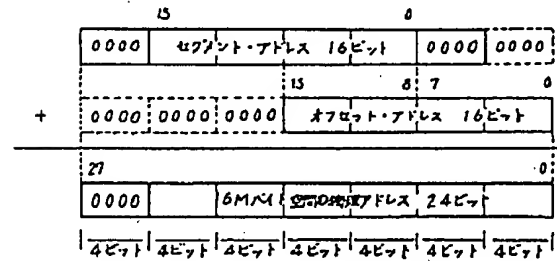 15 0
0000 セグメント・アドレス 16ビット 0000 0000
15 8 7 0
+ 0000 0000 0000 オフセット・アドレス 16ビット
27 0
0000 6Mバイ アドレス 24ビット
4ビット 4ビット 4ビット 4ビット 4ビット 4ビット 4ビット